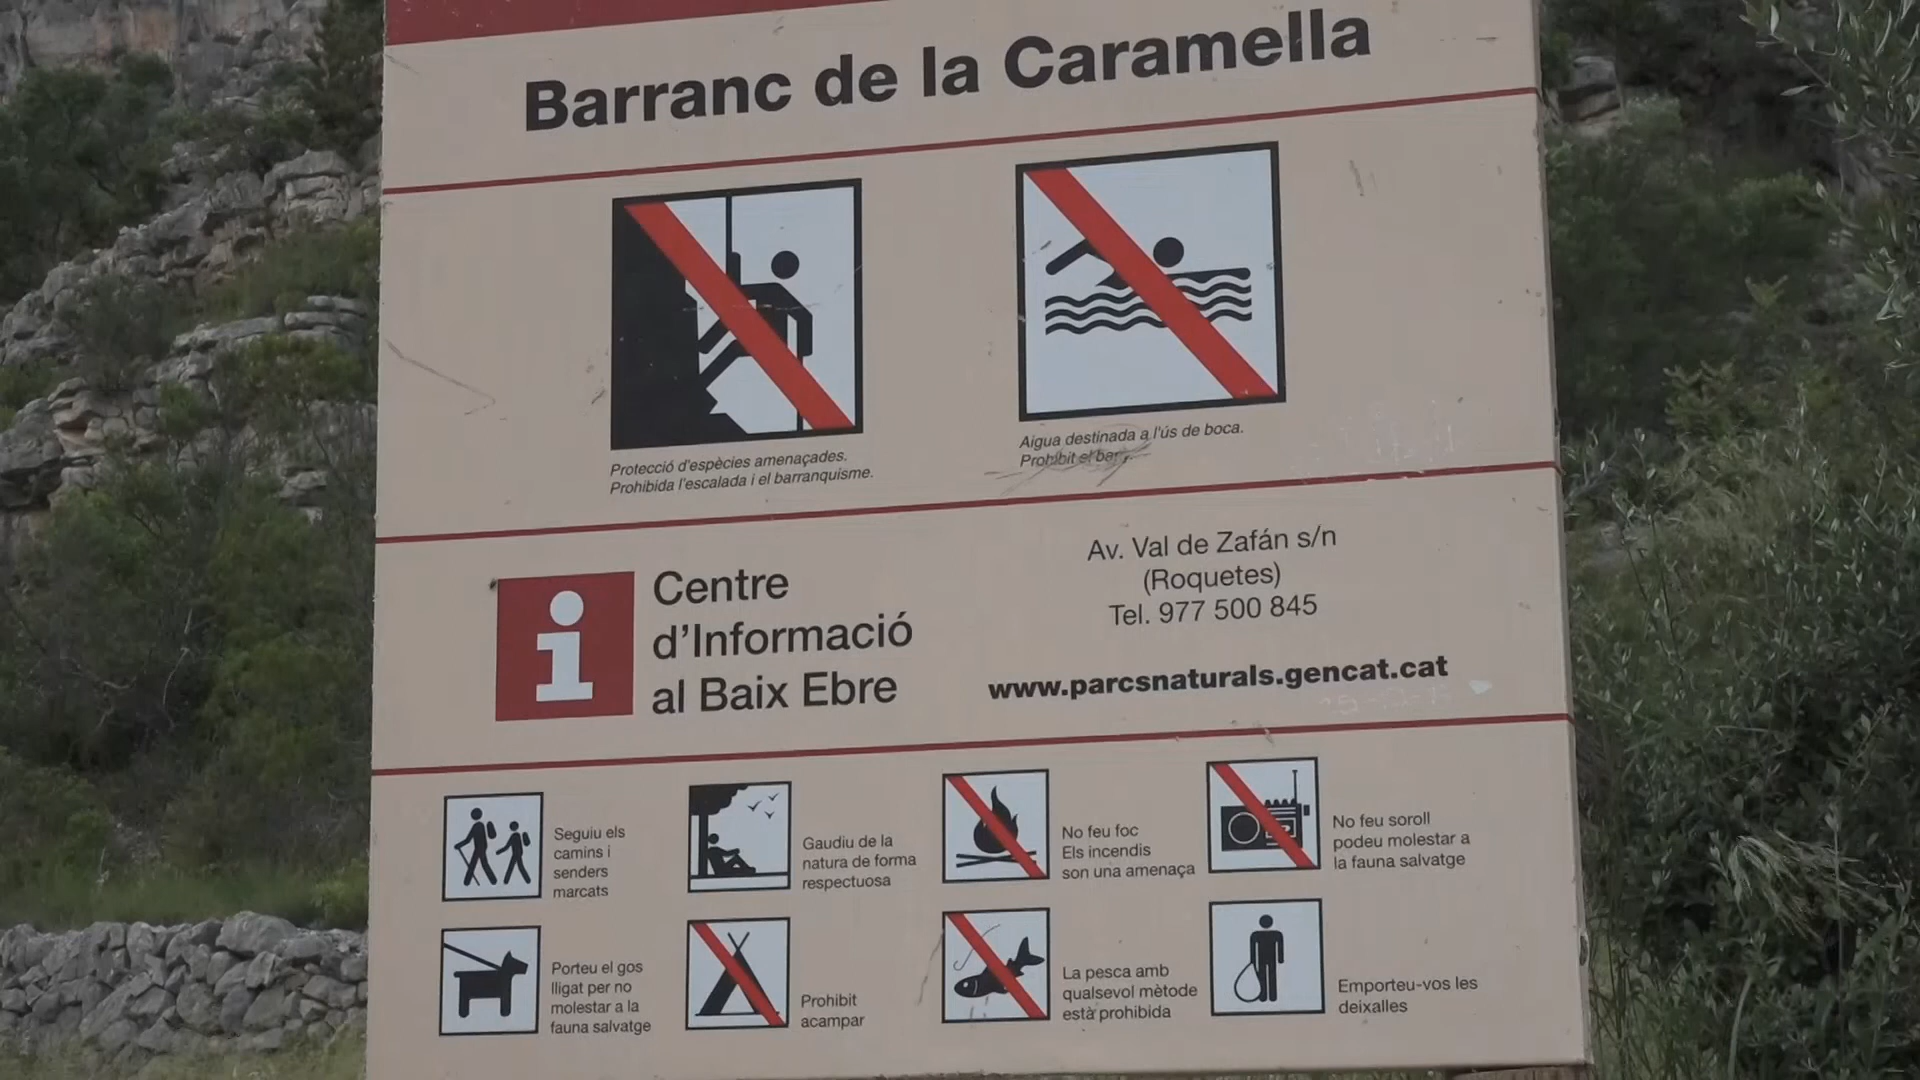 Barranc de la Caramella
Protecció d'espècies amenaçades.
Prohibida l'escalada i el barranquisme.
Aigua destinada a l'ús de boca.
Prohibit el
Centre
d'Informació
al Baix Ebre
Av. Val de Zafán s/n
(Roquetes)
Tel. 977 500 845
www.parcsnaturals.gencat.cat
Seguiu els
camins i
senders
marcats
Gaudiu de la
natura de forma
respectuosa
No feu foc
Els incendis
son una amenaça
No feu soroll
podeu molestar a
la fauna salvatge
Porteu el gos
lligat per no
molestar a la
fauna salvatge
Prohibit
acampar
La pesca amb
qualsevol mètode
està prohibida
Emporteu-vos les
deixalles